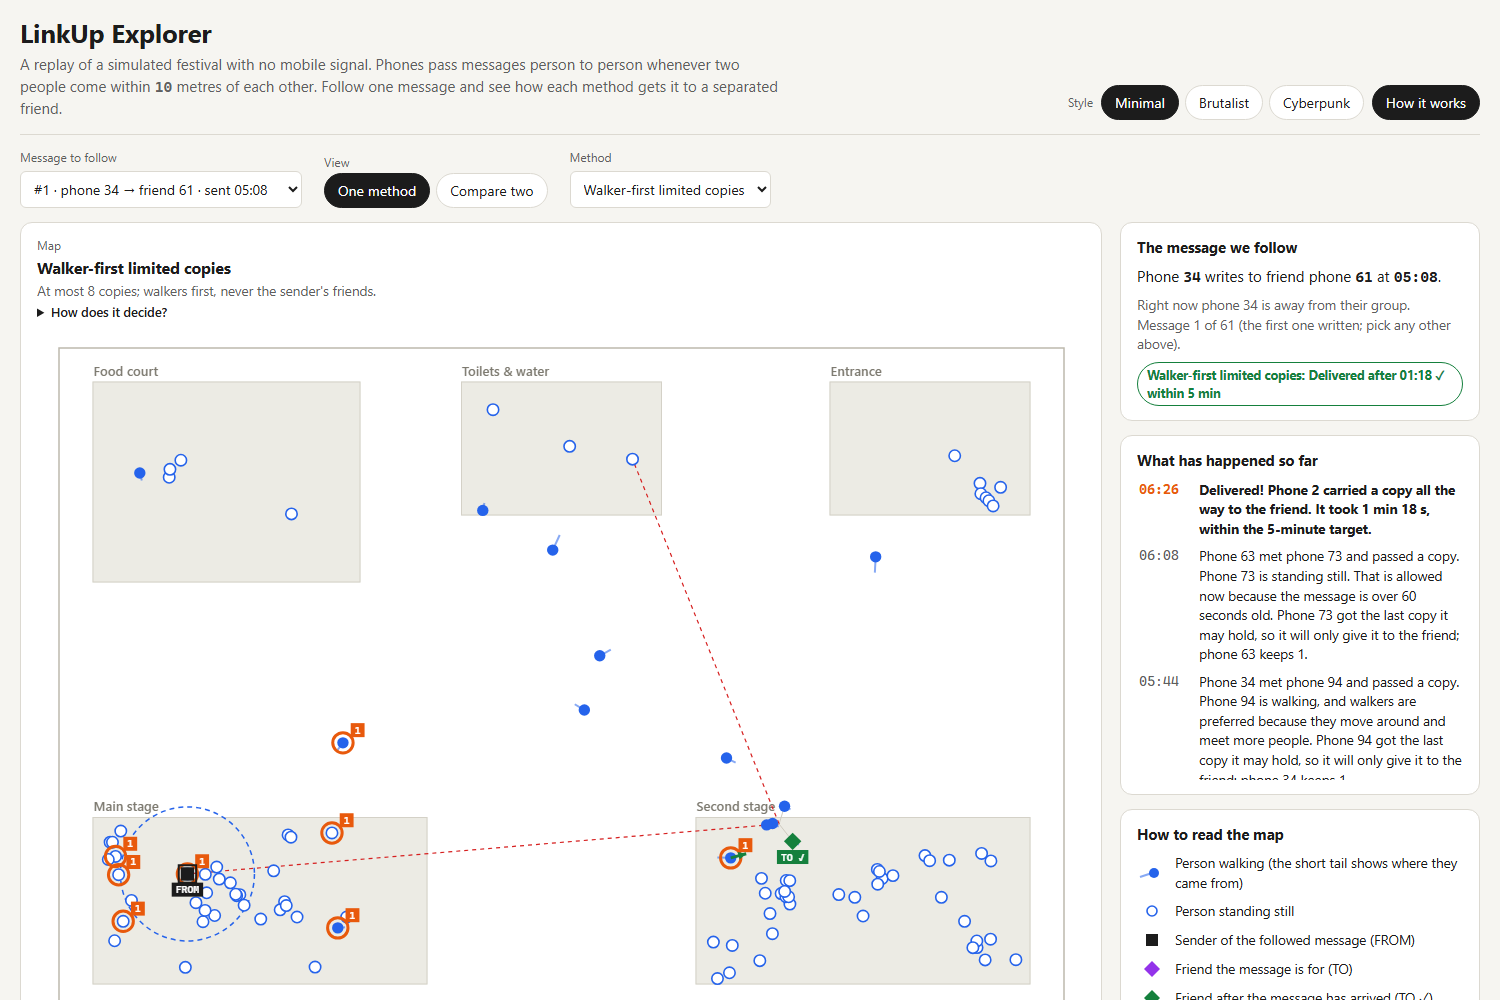 LinkUp Explorer
A replay of a simulated festival with no mobile signal. Phones pass messages person to person whenever two
people come within 10 metres of each other. Follow one message and see how each method gets it to a separated
friend.
Style
Minimal
Brutalist
Cyberpunk
How it works
Message to follow
#1 · phone 34 → friend 61 · sent 05:08
View
One method
Compare two
Method
Walker-first limited copies
Map
Walker-first limited copies
At most 8 copies; walkers first, never the sender's friends.
▶ How does it decide?
Food court
Toilets & water
Entrance
1
Main stage
1
1
1
1
FROM
1
1
Second stage
1
TO ✓
The message we follow
Phone 34 writes to friend phone 61 at 05:08.
Right now phone 34 is away from their group.
Message 1 of 61 (the first one written; pick any other
above).
Walker-first limited copies: Delivered after 01:18 ✓
within 5 min
What has happened so far
06:26 Delivered! Phone 2 carried a copy all the
way to the friend. It took 1 min 18 s,
within the 5-minute target.
06:08 Phone 63 met phone 73 and passed a copy.
Phone 73 is standing still. That is allowed
now because the message is over 60
seconds old. Phone 73 got the last copy it
may hold, so it will only give it to the friend;
phone 63 keeps 1.
05:44 Phone 34 met phone 94 and passed a copy.
Phone 94 is walking, and walkers are
preferred because they move around and
meet more people. Phone 94 got the last
copy it may hold, so it will only give it to the
friend; phone 34 keeps 1.
How to read the map
Person walking (the short tail shows where they
came from)
Person standing still
Sender of the followed message (FROM)
Friend the message is for (TO)
Friend after the message has arrived (TO ✓)